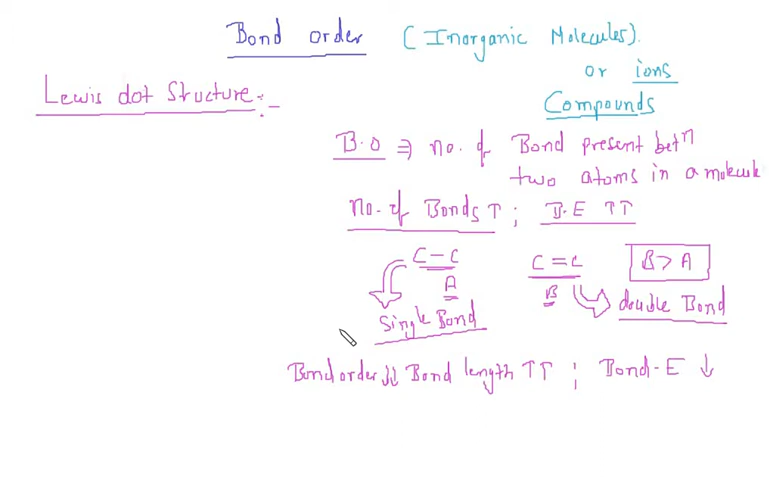 Bond order (Inorganic Molecules).
or ions
Lewis dot Structure :-
Compounds
B.O ⇒ no. of Bond present betn
two atoms in a molecule
no. of Bonds ↑ ; B.E ↑↑
C - C C = C B > A
A B
Single Bond double Bond
Bond order ↓↓ Bond length ↑↑ ; Bond-E ↓